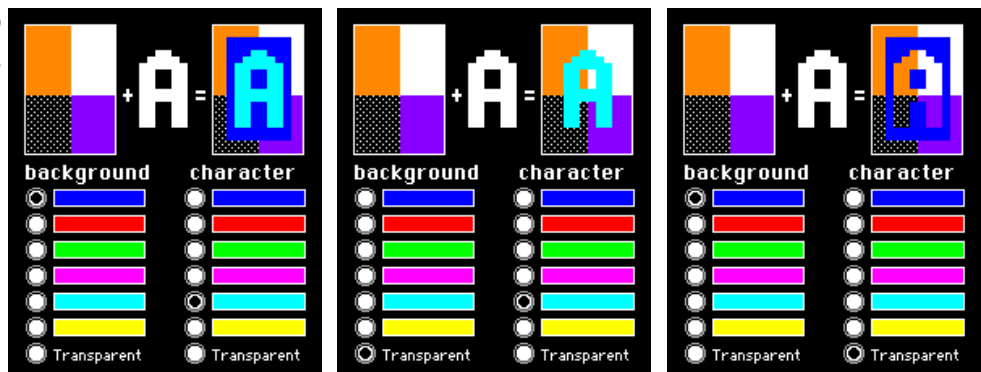 + A = A
background character
Transparent Transparent
+ A = A
background character
Transparent Transparent
+ A = A
background character
Transparent Transparent